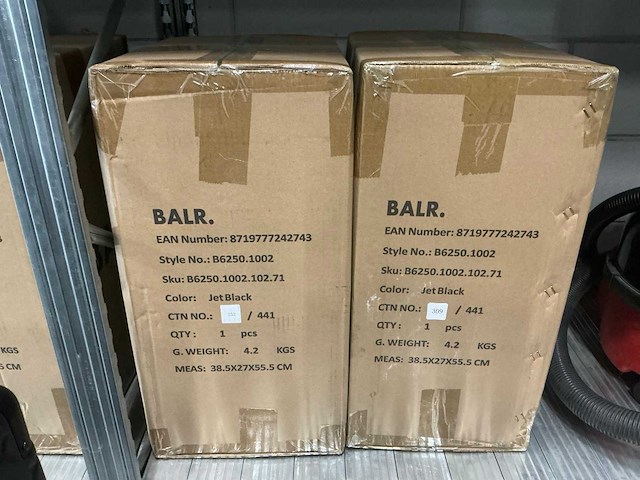 BALR.
EAN Number: 8719777242743
Style No.: B6250.1002
Sku: B6250.1002.102.71
Color: Jet Black
CTN NO.: / 441
QTY : 1 pcs
G. WEIGHT: 4.2 KGS
MEAS: 38.5X27X55.5 CM
BALR.
EAN Number: 8719777242743
Style No.: B6250.1002
Sku: B6250.1002.102.71
Color: Jet Black
CTN NO.: 309 / 441
QTY : 1 pcs
G. WEIGHT: 4.2 KGS
MEAS: 38.5X27X55.5 CM
KGS
5 CM